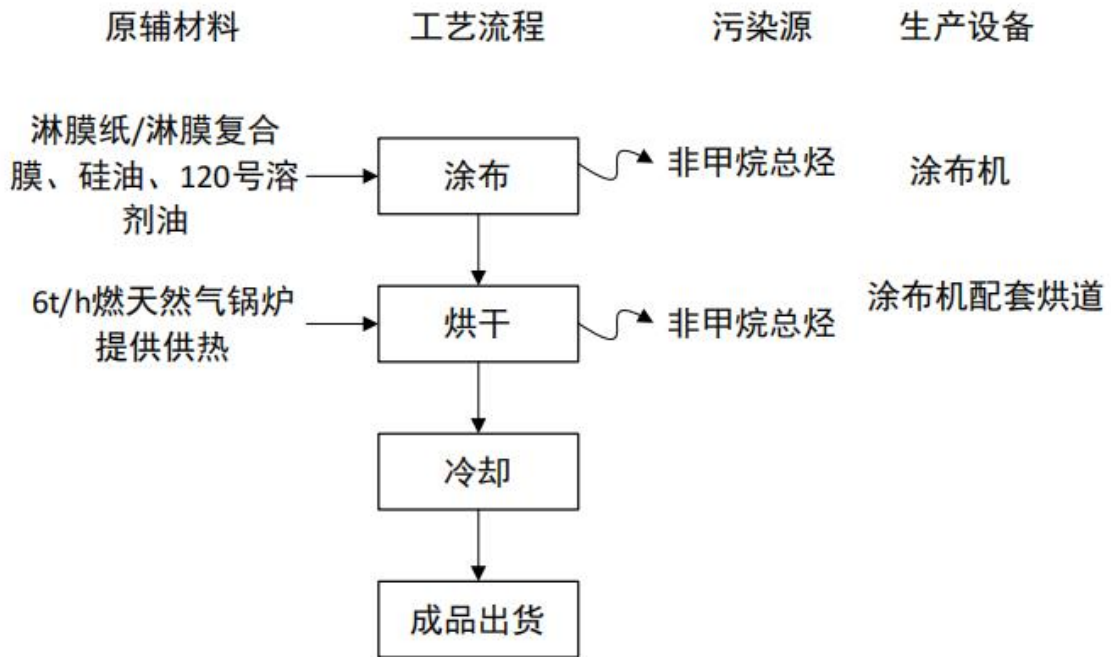 原辅材料 工艺流程 污染源 生产设备
淋膜纸/淋膜复合
膜、硅油、120号溶
剂油
涂布
非甲烷总烃
涂布机
6t/h燃天然气锅炉
提供供热
烘干
非甲烷总烃
涂布机配套烘道
冷却
成品出货